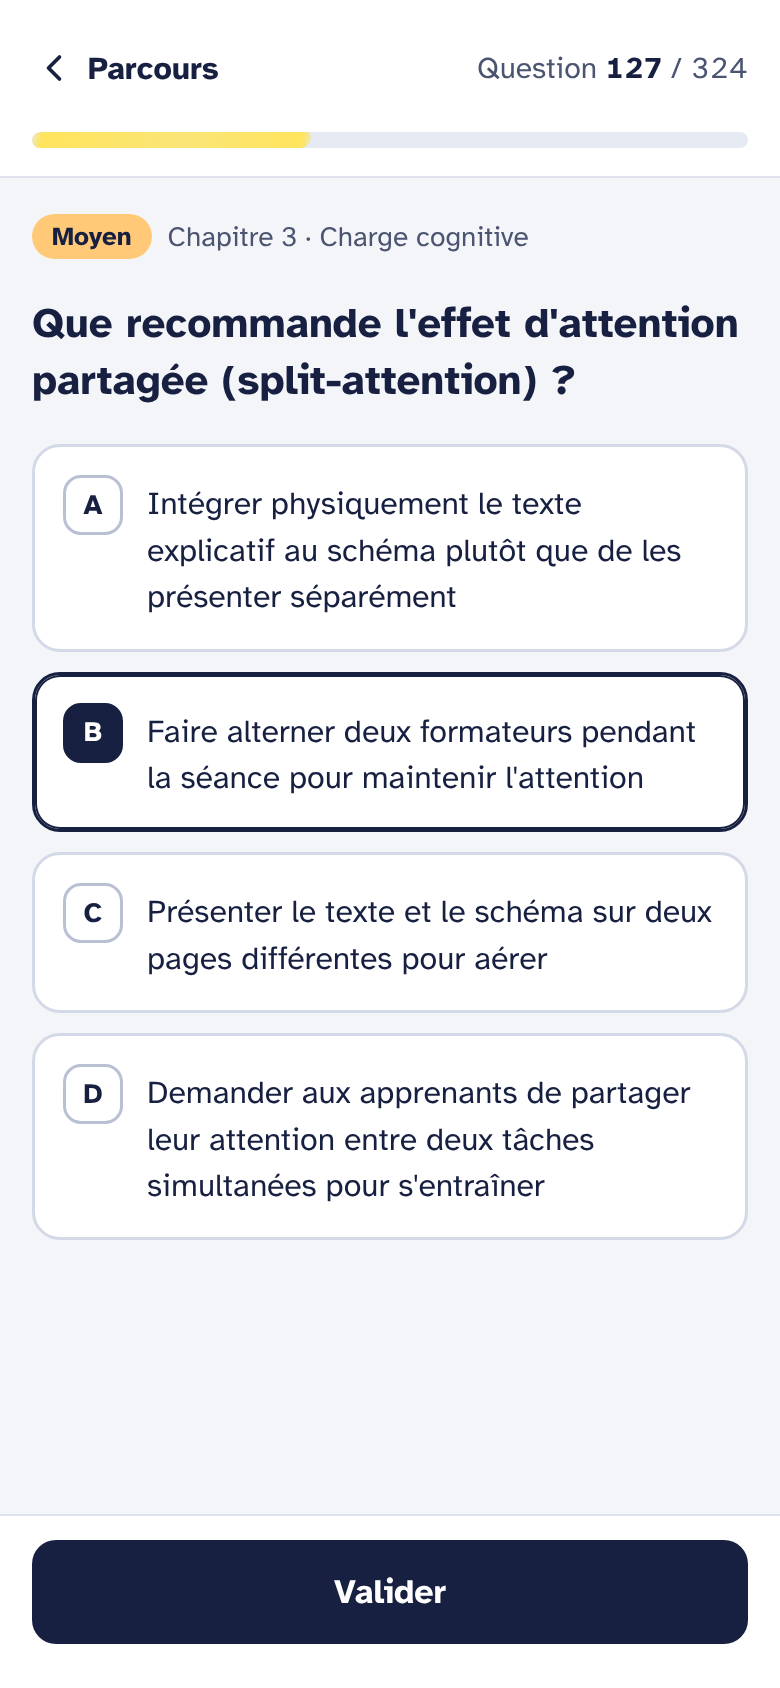 Parcours
Question 127 / 324
Moyen
Chapitre 3 · Charge cognitive
Que recommande l'effet d'attention
partagée (split-attention) ?
A
Intégrer physiquement le texte
explicatif au schéma plutôt que de les
présenter séparément
B
Faire alterner deux formateurs pendant
la séance pour maintenir l'attention
C
Présenter le texte et le schéma sur deux
pages différentes pour aérer
D
Demander aux apprenants de partager
leur attention entre deux tâches
simultanées pour s'entraîner
Valider